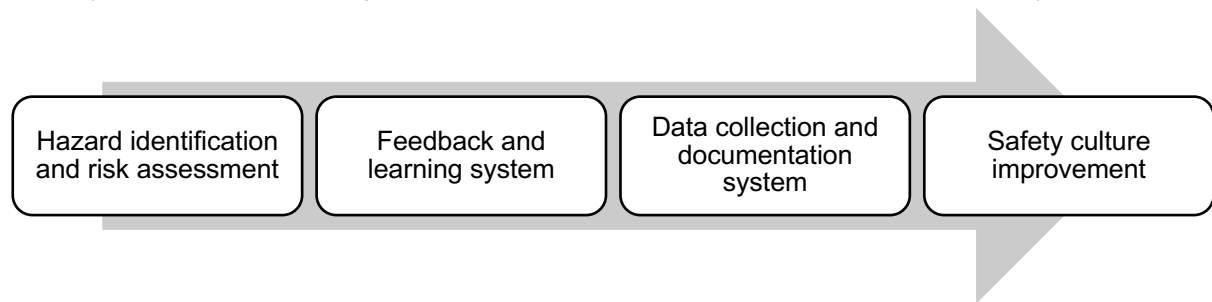 Hazard identification
and risk assessment
Feedback and
learning system
Data collection and
documentation
system
Safety culture
improvement